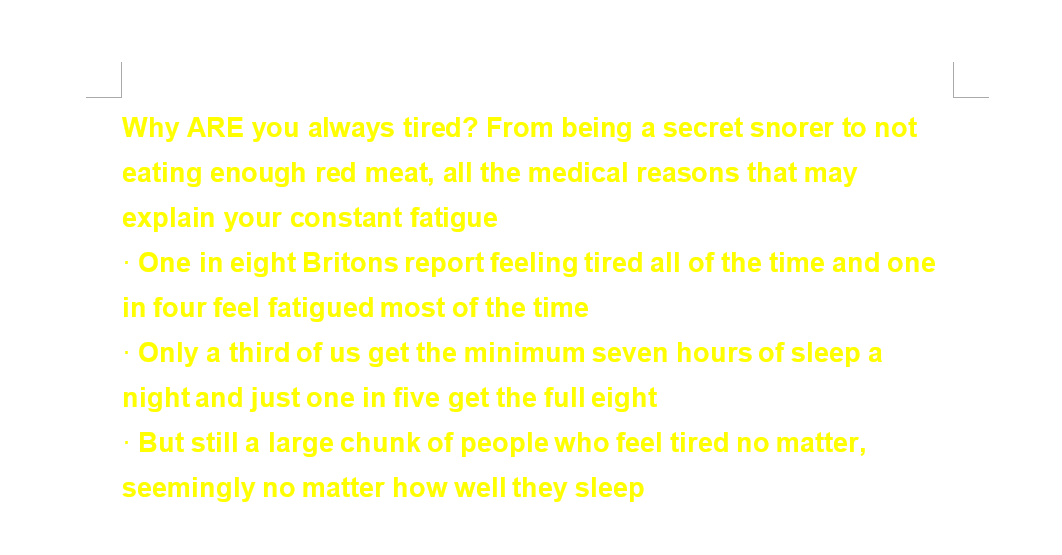 Why ARE you always tired? From being a secret snorer to not
eating enough red meat, all the medical reasons that may
explain your constant fatigue
· One in eight Britons report feeling tired all of the time and one
in four feel fatigued most of the time
· Only a third of us get the minimum seven hours of sleep a
night and just one in five get the full eight
· But still a large chunk of people who feel tired no matter,
seemingly no matter how well they sleep